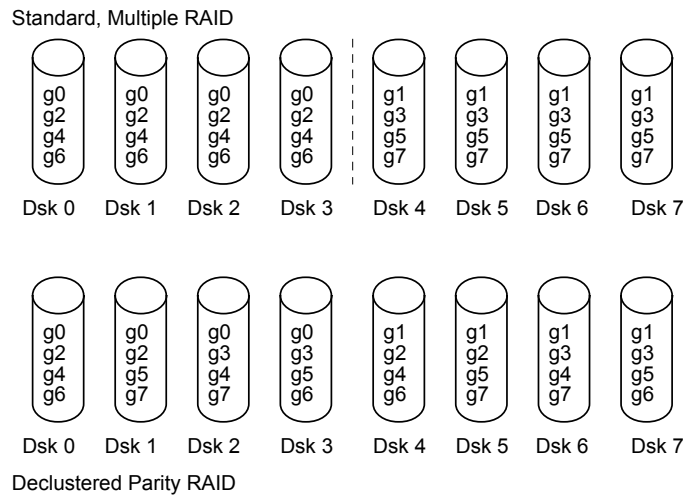 Standard, Multiple RAID
g0 g0 g0 g0 g1 g1 g1 g1
g2 g2 g2 g2 g3 g3 g3 g3
g4 g4 g4 g4 g5 g5 g5 g5
g6 g6 g6 g6 g7 g7 g7 g7
Dsk 0 Dsk 1 Dsk 2 Dsk 3 Dsk 4 Dsk 5 Dsk 6 Dsk 7
g0 g0 g0 g0 g1 g1 g1 g1
g2 g2 g3 g3 g2 g2 g3 g3
g4 g5 g4 g5 g4 g5 g4 g5
g6 g7 g7 g6 g6 g7 g7 g6
Dsk 0 Dsk 1 Dsk 2 Dsk 3 Dsk 4 Dsk 5 Dsk 6 Dsk 7
Declustered Parity RAID